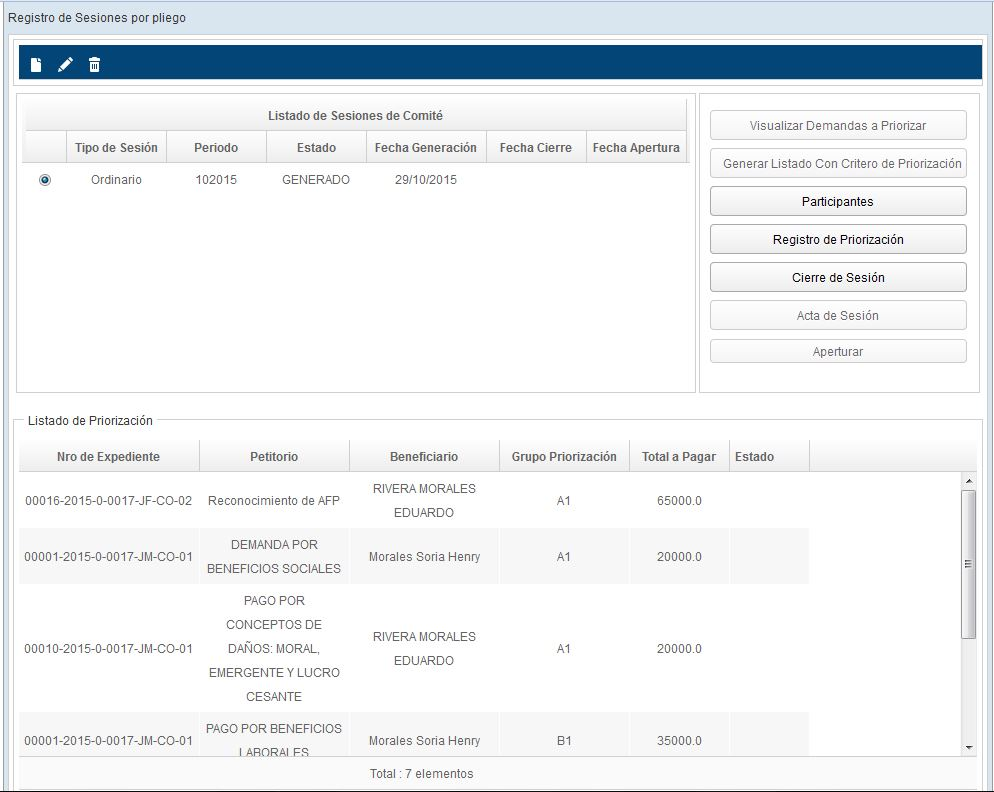 Registro de Sesiones por pliego
Listado de Sesiones de Comité
Tipo de Sesión Periodo Estado Fecha Generación Fecha Cierre Fecha Apertura
Ordinario 102015 GENERADO 29/10/2015
Visualizar Demandas a Priorizar
Generar Listado Con Critero de Priorización
Participantes
Registro de Priorización
Cierre de Sesión
Acta de Sesión
Aperturar
Listado de Priorización
Nro de Expediente Petitorio Beneficiario Grupo Priorización Total a Pagar Estado
00016-2015-0-0017-JF-CO-02 Reconocimiento de AFP RIVERA MORALES
EDUARDO A1 65000.0
00001-2015-0-0017-JM-CO-01 DEMANDA POR
BENEFICIOS SOCIALES Morales Soria Henry A1 20000.0
00010-2015-0-0017-JM-CO-01 PAGO POR
CONCEPTOS DE
DAÑOS: MORAL,
EMERGENTE Y LUCRO
CESANTE RIVERA MORALES
EDUARDO A1 20000.0
00001-2015-0-0017-JM-CO-01 PAGO POR BENEFICIOS
LABORALES Morales Soria Henry B1 35000.0
Total : 7 elementos